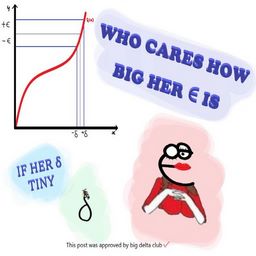 y
+ϵ
-ϵ
-δ +δ
x
WHO CARES HOW
BIG HER ϵ IS
IF HER δ
TINY
δ
This post was approved by big delta club ✓